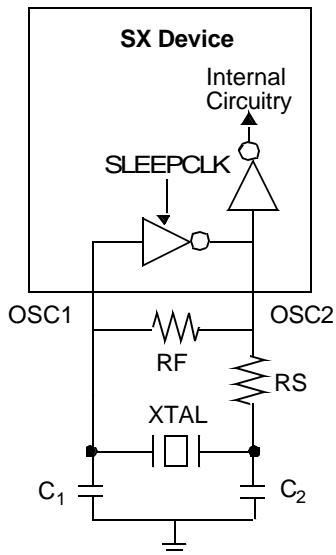 SX Device
Internal
Circuitry
SLEEPCLK
OSC1
OSC2
RF
RS
XTAL
C1
C2